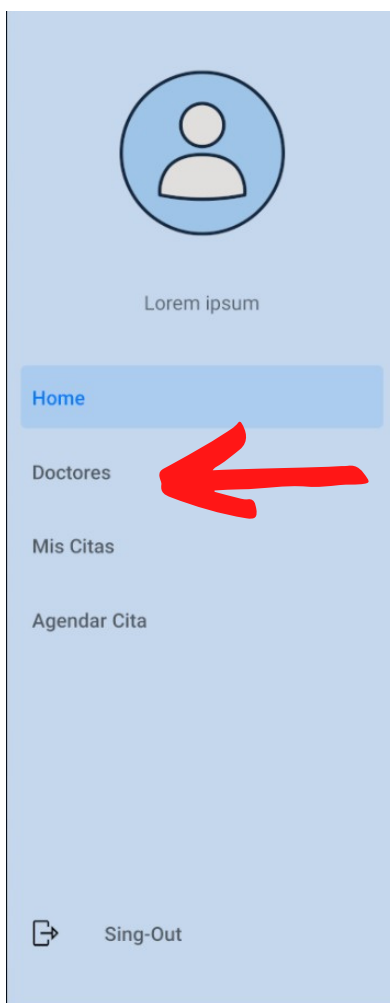 Lorem ipsum
Home
Doctores
Mis Citas
Agendar Cita
Sing-Out